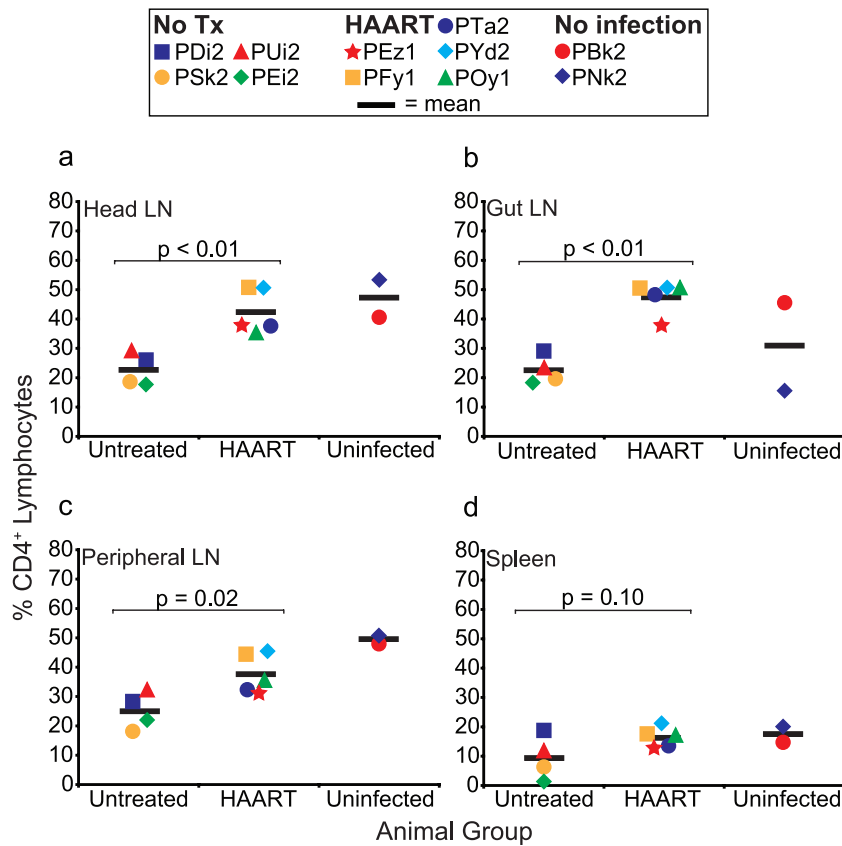 No Tx HAART PTa2 No infection
PDi2 PUi2 PEz1 PYd2 PBk2
PSk2 PEi2 PFy1 POy1 PNk2
= mean
a
b
% CD4⁺ Lymphocytes
80 Head LN
70
60 p < 0.01
50
40
30
20
10
0
Untreated HAART Uninfected
80 Gut LN
70
60 p < 0.01
50
40
30
20
10
0
Untreated HAART Uninfected
c
d
80 Peripheral LN
70
60 p = 0.02
50
40
30
20
10
0
Untreated HAART Uninfected
80 Spleen
70
60 p = 0.10
50
40
30
20
10
0
Untreated HAART Uninfected
Animal Group